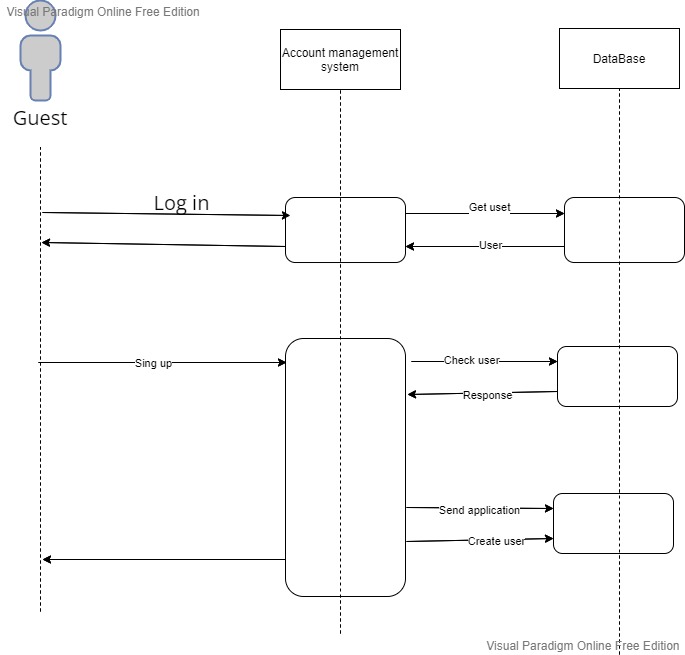 Visual Paradigm Online Free Edition
Guest
Account management
system
DataBase
Log in
Get uset
User
Sing up
Check user
Response
Send application
Create user
Visual Paradigm Online Free Edition